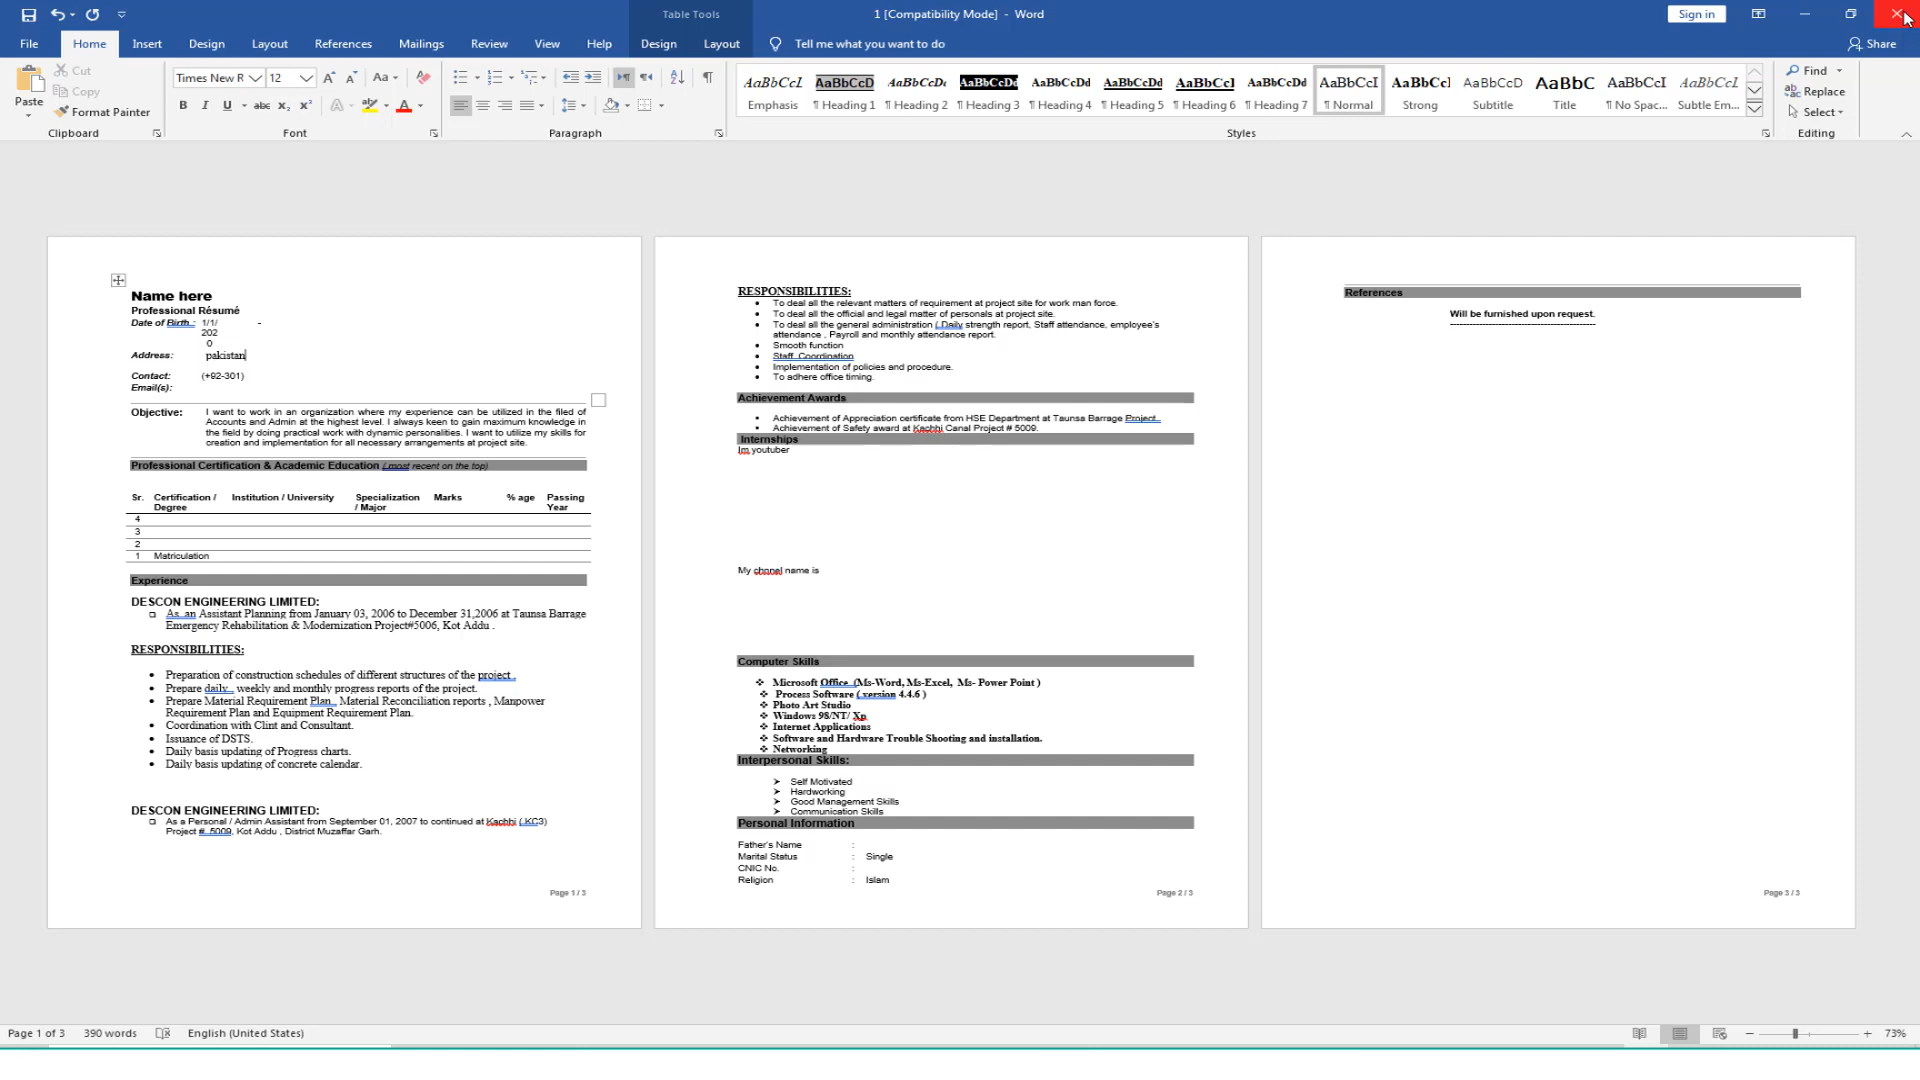 Table Tools
1 [Compatibility Mode] - Word
Sign in
File Home Insert Design Layout References Mailings Review View Help Design Layout Tell me what you want to do Share
Paste
Cut
Copy
Format Painter
Clipboard
Times New R 12
Font
Paragraph
AaBbCcL AaBbCcD AaBbCcDt AaBbCcDd AaBbCcDd AaBbCcDd AaBbCcI AaBbCcDd AaBbCcI AaBbCcI AaBbCcD AaBbC AaBbCcI AaBbCcL
Emphasis ¶ Heading 1 ¶ Heading 2 ¶ Heading 3 ¶ Heading 4 ¶ Heading 5 ¶ Heading 6 ¶ Heading 7 ¶ Normal Strong Subtitle Title ¶ No Spac... Subtle Em...
Styles
Find
Replace
Select
Editing
Name here
Professional Résumé
Date of Birth : 1/1/ -
202
0
Address: pakistan
Contact: (+92-301)
Email(s):
Objective: I want to work in an organization where my experience can be utilized in the filed of
Accounts and Admin at the highest level. I always keen to gain maximum knowledge in
the field by doing practical work with dynamic personalities. I want to utilize my skills for
creation and implementation for all necessary arrangements at project site.
Professional Certification & Academic Education ( most recent on the top)
Sr. Certification / Institution / University Specialization Marks % age Passing
Degree / Major Year
4
3
2
1 Matriculation
Experience
DESCON ENGINEERING LIMITED:
As an Assistant Planning from January 03, 2006 to December 31,2006 at Taunsa Barrage
Emergency Rehabilitation & Modernization Project#5006, Kot Addu .
RESPONSIBILITIES:
• Preparation of construction schedules of different structures of the project .
• Prepare daily , weekly and monthly progress reports of the project.
• Prepare Material Requirement Plan , Material Reconciliation reports , Manpower
Requirement Plan and Equipment Requirement Plan.
• Coordination with Clint and Consultant.
• Issuance of DSTS.
• Daily basis updating of Progress charts.
• Daily basis updating of concrete calendar.
DESCON ENGINEERING LIMITED:
As a Personal / Admin Assistant from September 01, 2007 to continued at Kachhi ( KC3)
Project # 5009, Kot Addu , District Muzaffar Garh.
Page 1 / 3
RESPONSIBILITIES:
• To deal all the relevant matters of requirement at project site for work man force.
• To deal all the official and legal matter of personals at project site.
• To deal all the general administration ( Daily strength report, Staff attendance, employee's
attendance , Payroll and monthly attendance report.
• Smooth function
• Staff Coordination
• Implementation of policies and procedure.
• To adhere office timing.
Achievement Awards
• Achievement of Appreciation certificate from HSE Department at Taunsa Barrage Project .
• Achievement of Safety award at Kachhi Canal Project # 5009.
Internships
Im youtuber
My chnnel name is
Computer Skills
❖ Microsoft Office (Ms-Word, Ms-Excel, Ms- Power Point )
❖ Process Software ( version 4.4.6 )
❖ Photo Art Studio
❖ Windows 98/NT/ Xp
❖ Internet Applications
❖ Software and Hardware Trouble Shooting and installation.
❖ Networking
Interpersonal Skills:
➢ Self Motivated
➢ Hardworking
➢ Good Management Skills
➢ Communication Skills
Personal Information
Father's Name :
Marital Status : Single
CNIC No. :
Religion : Islam
Page 2 / 3
References
Will be furnished upon request.
Page 3 / 3
Page 1 of 3 390 words English (United States) 73%